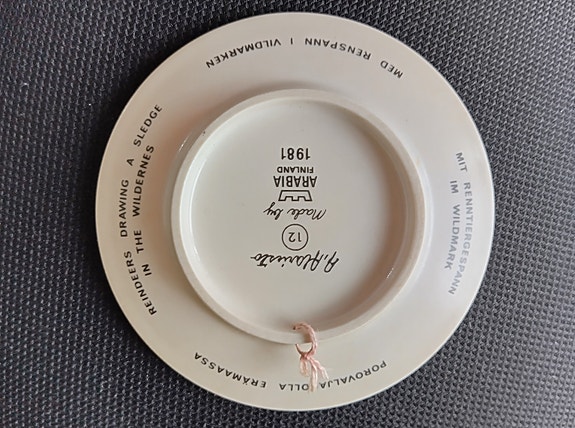 POROVALJAKOLLA ERÄMAASSA
REINDEERS DRAWING A SLEDGE
IN THE WILDERNES
MED RENSPANN I VILDMARKEN
MIT RENNTIERGESPANN
IM WILDMARK
A.Alariesto
12
Made by
ARABIA
FINLAND
1981